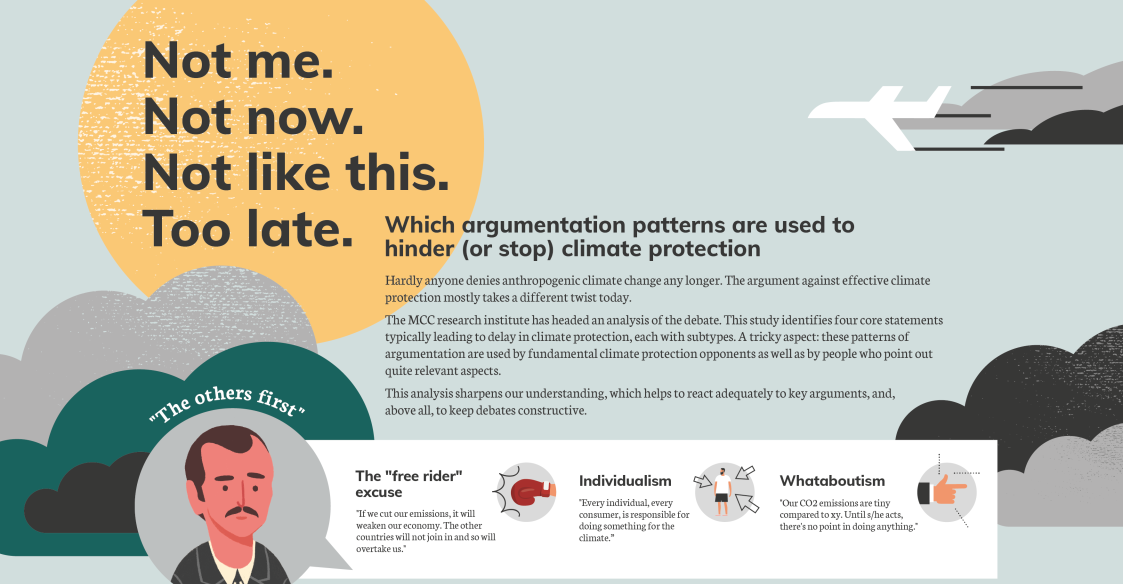 Not me.
Not now.
Not like this.
Too late.
Which argumentation patterns are used to
hinder (or stop) climate protection
Hardly anyone denies anthropogenic climate change any longer. The argument against effective climate
protection mostly takes a different twist today.
The MCC research institute has headed an analysis of the debate. This study identifies four core statements
typically leading to delay in climate protection, each with subtypes. A tricky aspect: these patterns of
argumentation are used by fundamental climate protection opponents as well as by people who point out
quite relevant aspects.
This analysis sharpens our understanding, which helps to react adequately to key arguments, and,
above all, to keep debates constructive.
"The others first"
The "free rider"
excuse
"If we cut our emissions, it will
weaken our economy. The other
countries will not join in and so will
overtake us."
Individualism
"Every individual, every
consumer, is responsible for
doing something for the
climate."
Whataboutism
"Our CO2 emissions are tiny
compared to xy. Until s/he acts,
there's no point in doing anything."